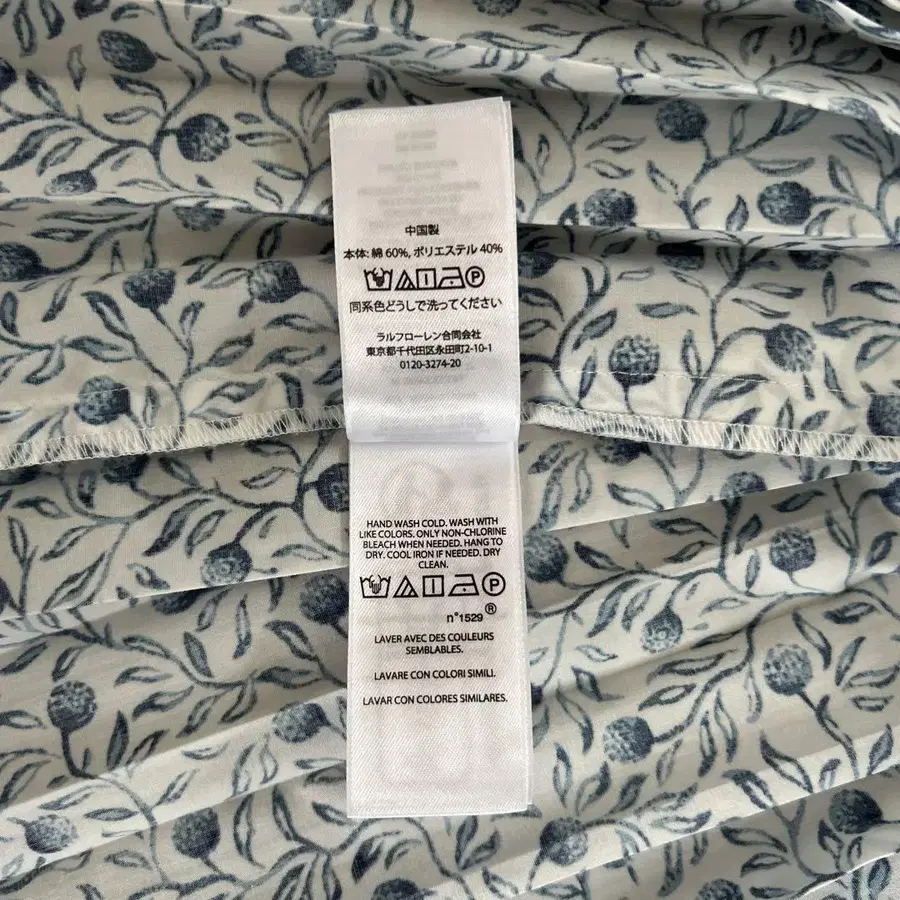 中国製
本体: 綿 60%, ポリエステル 40%
同系色どうしで洗ってください
ラルフローレン合同会社
東京都千代田区永田町2-10-1
0120-3274-20
HAND WASH COLD. WASH WITH
LIKE COLORS. ONLY NON-CHLORINE
BLEACH WHEN NEEDED. HANG TO
DRY. COOL IRON IF NEEDED. DRY
CLEAN.
n°1529®
LAVER AVEC DES COULEURS
SEMBLABLES.
LAVARE CON COLORI SIMILI.
LAVAR CON COLORES SIMILARES.